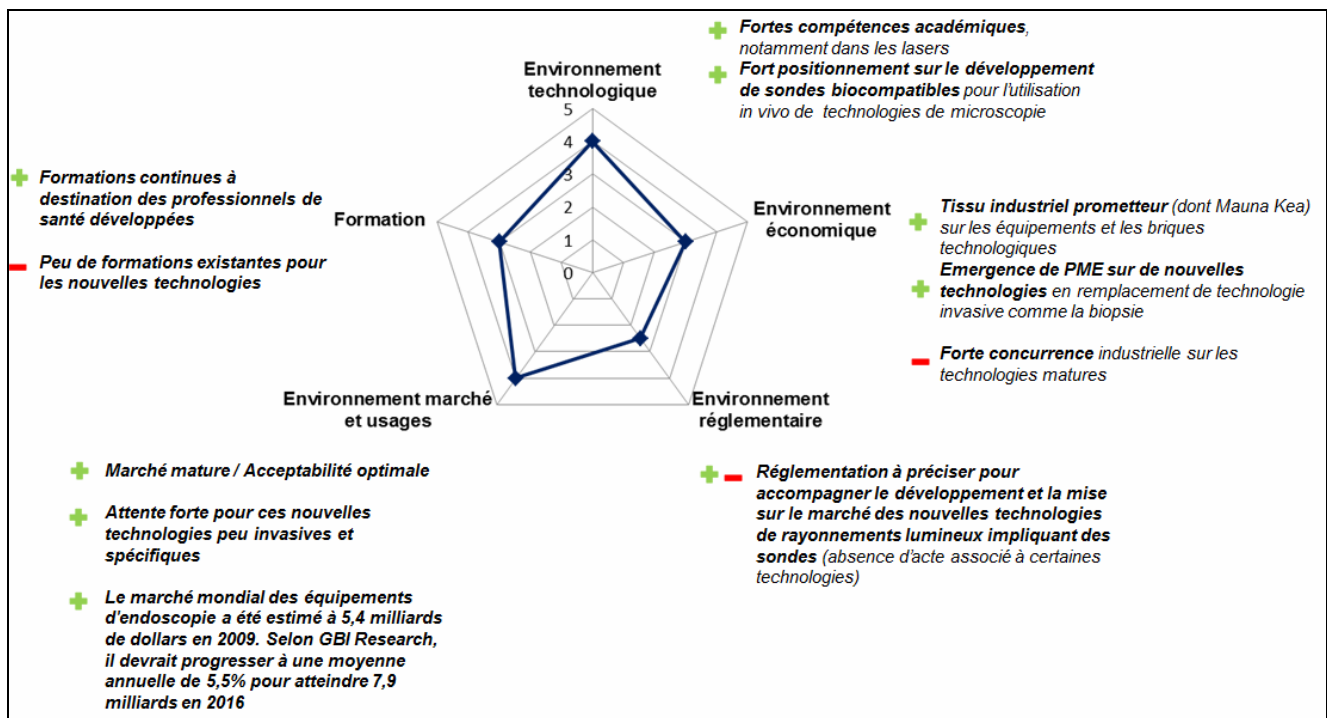 Fortes compétences académiques,
notamment dans les lasers
Fort positionnement sur le développement
de sondes biocompatibles pour l'utilisation
in vivo de technologies de microscopie
Environnement
technologique
5
4
3
2
1
0
Formations continues à
destination des professionnels de
santé développées
Peu de formations existantes pour
les nouvelles technologies
Formation
Environnement
économique
Tissu industriel prometteur (dont Mauna Kea)
sur les équipements et les briques
technologiques
Emergence de PME sur de nouvelles
technologies en remplacement de technologie
invasive comme la biopsie
Forte concurrence industrielle sur les
technologies matures
Environnement marché
et usages
Environnement
réglementaire
Marché mature / Acceptabilité optimale
Attente forte pour ces nouvelles
technologies peu invasives et
spécifiques
Le marché mondial des équipements
d'endoscopie a été estimé à 5,4 milliards
de dollars en 2009. Selon GBI Research,
il devrait progresser à une moyenne
annuelle de 5,5% pour atteindre 7,9
milliards en 2016
Réglementation à préciser pour
accompagner le développement et la mise
sur le marché des nouvelles technologies
de rayonnements lumineux impliquant des
sondes (absence d'acte associé à certaines
technologies)